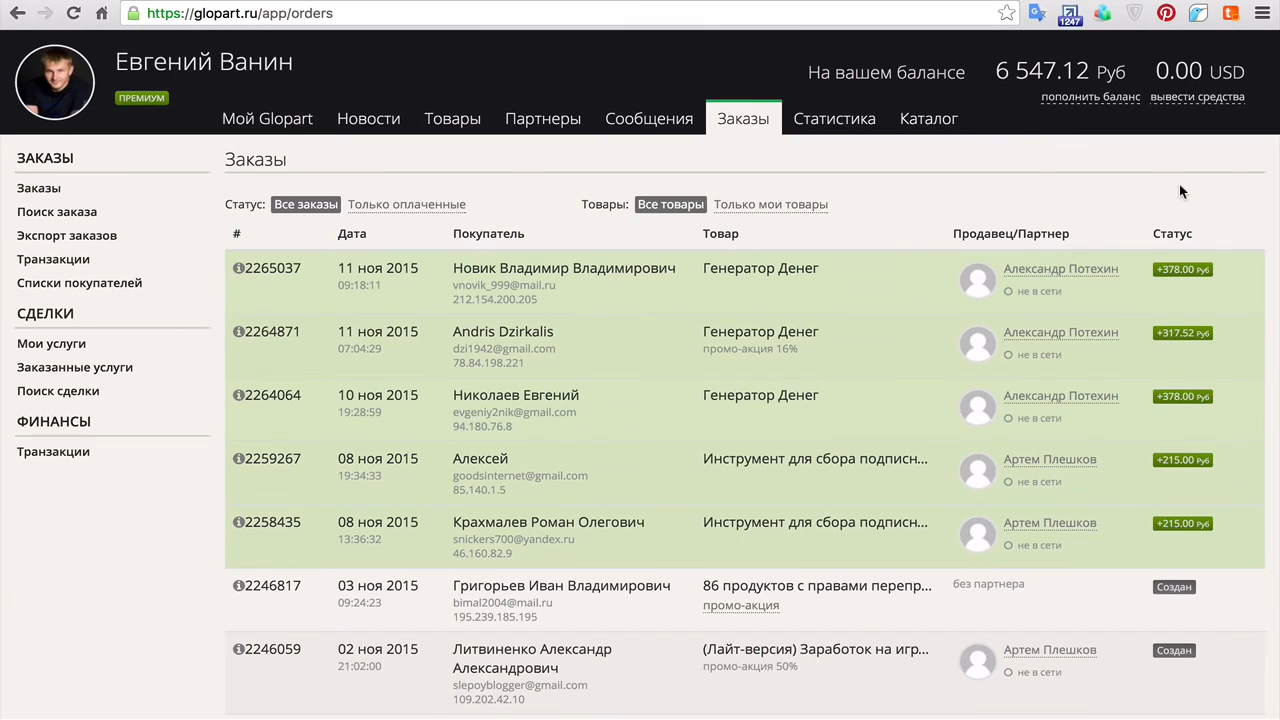 https://glopart.ru/app/orders
1247
Евгений Ванин
ПРЕМИУМ
На вашем балансе 6 547.12 Руб 0.00 USD
пополнить баланс вывести средства
Мой Glopart Новости Товары Партнеры Сообщения Заказы Статистика Каталог
ЗАКАЗЫ
Заказы
Поиск заказа
Экспорт заказов
Транзакции
Списки покупателей
СДЕЛКИ
Мои услуги
Заказанные услуги
Поиск сделки
ФИНАНСЫ
Транзакции
Заказы
Статус: Все заказы Только оплаченные Товары: Все товары Только мои товары
# Дата Покупатель Товар Продавец/Партнер Статус
2265037 11 ноя 2015 Новик Владимир Владимирович Генератор Денег Александр Потехин +378.00 Руб
09:18:11 vnovik_999@mail.ru не в сети
212.154.200.205
2264871 11 ноя 2015 Andris Dzirkalis Генератор Денег Александр Потехин +317.52 Руб
07:04:29 dzi1942@gmail.com промо-акция 16% не в сети
78.84.198.221
2264064 10 ноя 2015 Николаев Евгений Генератор Денег Александр Потехин +378.00 Руб
19:28:59 evgeniy2nik@gmail.com не в сети
94.180.76.8
2259267 08 ноя 2015 Алексей Инструмент для сбора подписн... Артем Плешков +215.00 Руб
19:34:33 goodsinternet@gmail.com не в сети
85.140.1.5
2258435 08 ноя 2015 Крахмалев Роман Олегович Инструмент для сбора подписн... Артем Плешков +215.00 Руб
13:36:32 snickers700@yandex.ru не в сети
46.160.82.9
2246817 03 ноя 2015 Григорьев Иван Владимирович 86 продуктов с правами перепр... без партнера Создан
09:24:23 bimal2004@mail.ru промо-акция
195.239.185.195
2246059 02 ноя 2015 Литвиненко Александр (Лайт-версия) Заработок на игр... Артем Плешков Создан
21:02:00 Александрович промо-акция 50% не в сети
slepoyblogger@gmail.com
109.202.42.10